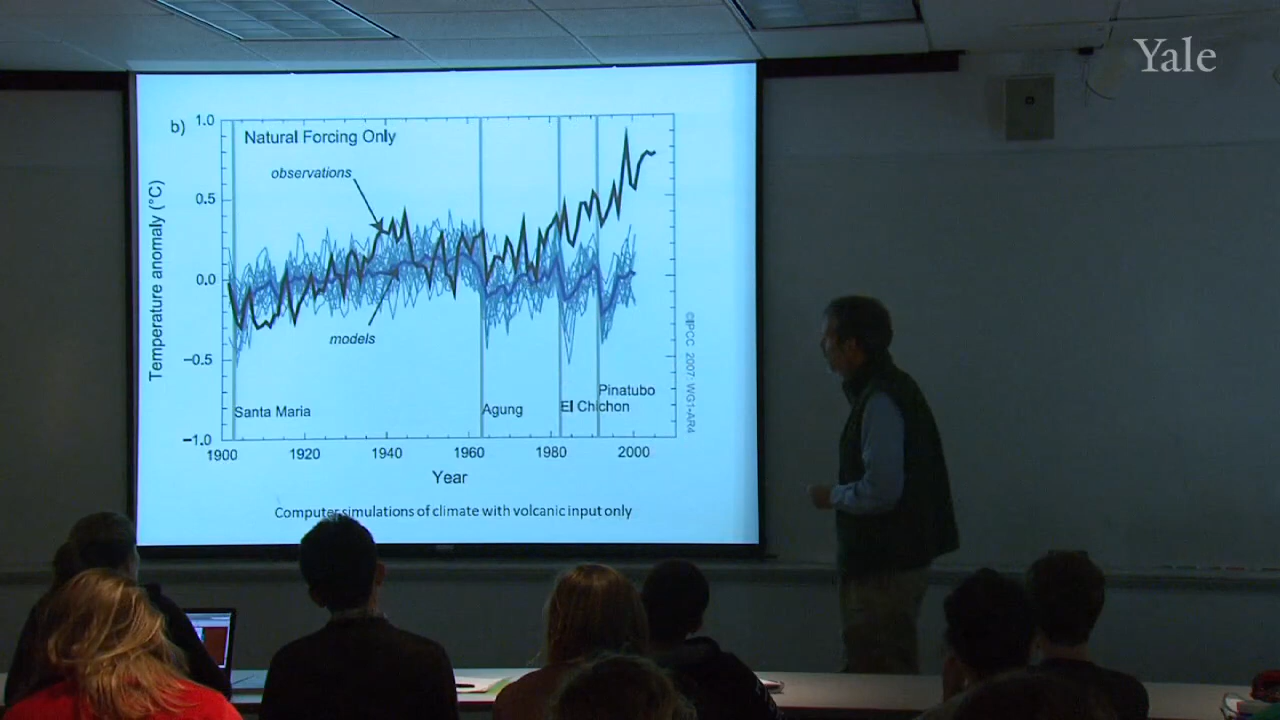 Yale
b)
1.0
Natural Forcing Only
observations
0.5
Temperature anomaly (°C)
0.0
models
−0.5
©IPCC 2007: WG1-AR4
Pinatubo
Santa Maria
Agung
El Chichon
−1.0
1900 1920 1940 1960 1980 2000
Year
Computer simulations of climate with volcanic input only